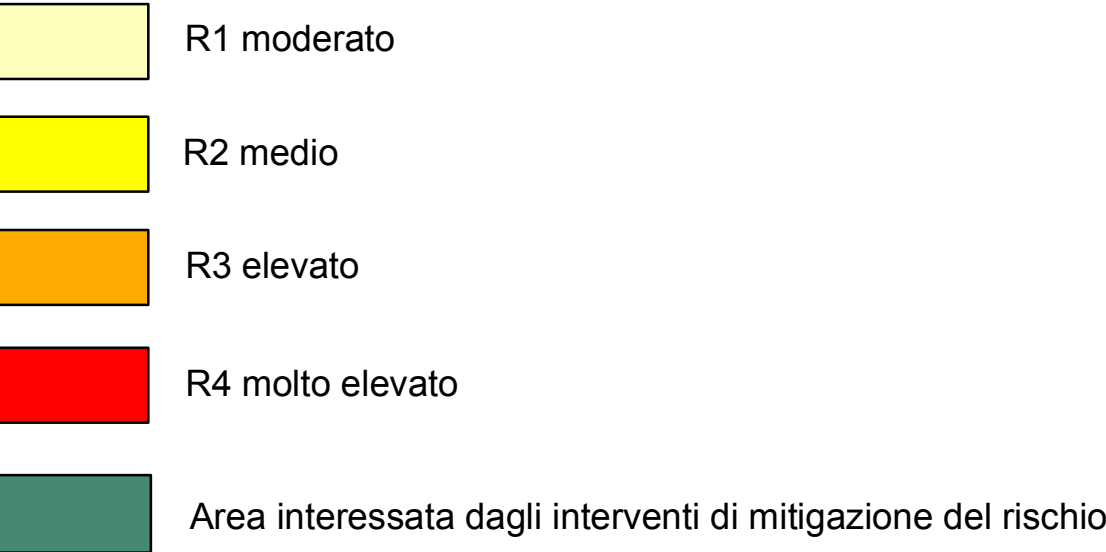 R1 moderato
R2 medio
R3 elevato
R4 molto elevato
Area interessata dagli interventi di mitigazione del rischio